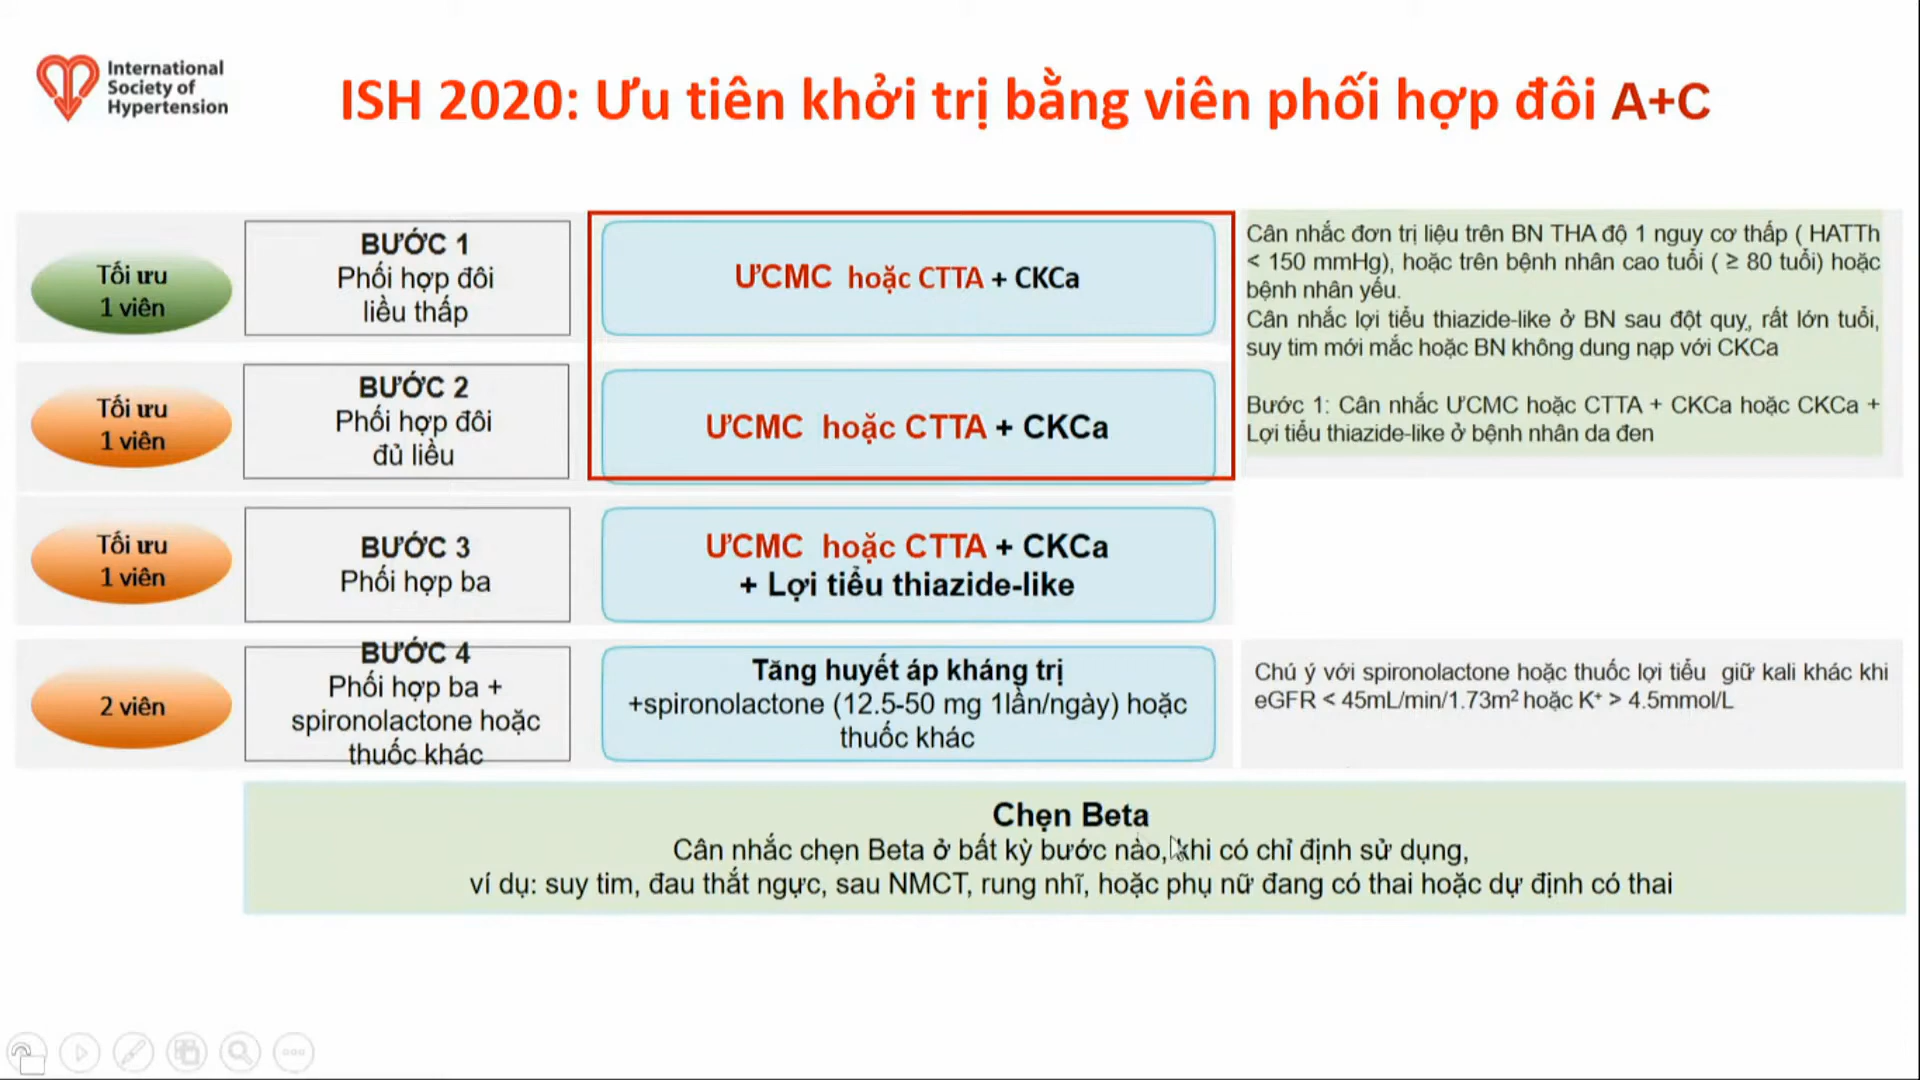 International
Society of
Hypertension
ISH 2020: Ưu tiên khởi trị bằng viên phối hợp đôi A+C
Tối ưu
1 viên
BƯỚC 1
Phối hợp đôi
liều thấp
ƯCMC hoặc CTTA + CKCa
Cân nhắc đơn trị liệu trên BN THA độ 1 nguy cơ thấp ( HATTh
< 150 mmHg), hoặc trên bệnh nhân cao tuổi ( ≥ 80 tuổi) hoặc
bệnh nhân yếu.
Cân nhắc lợi tiểu thiazide-like ở BN sau đột quỵ, rất lớn tuổi,
suy tim mới mắc hoặc BN không dung nạp với CKCa
Bước 1: Cân nhắc ƯCMC hoặc CTTA + CKCa hoặc CKCa +
Lợi tiểu thiazide-like ở bệnh nhân da đen
Tối ưu
1 viên
BƯỚC 2
Phối hợp đôi
đủ liều
ƯCMC hoặc CTTA + CKCa
Tối ưu
1 viên
BƯỚC 3
Phối hợp ba
ƯCMC hoặc CTTA + CKCa
+ Lợi tiểu thiazide-like
2 viên
BƯỚC 4
Phối hợp ba +
spironolactone hoặc
thuốc khác
Tăng huyết áp kháng trị
+spironolactone (12.5-50 mg 1lần/ngày) hoặc
thuốc khác
Chú ý với spironolactone hoặc thuốc lợi tiểu giữ kali khác khi
eGFR < 45mL/min/1.73m² hoặc K⁺ > 4.5mmol/L
Chẹn Beta
Cân nhắc chẹn Beta ở bất kỳ bước nào, khi có chỉ định sử dụng,
ví dụ: suy tim, đau thắt ngực, sau NMCT, rung nhĩ, hoặc phụ nữ đang có thai hoặc dự định có thai